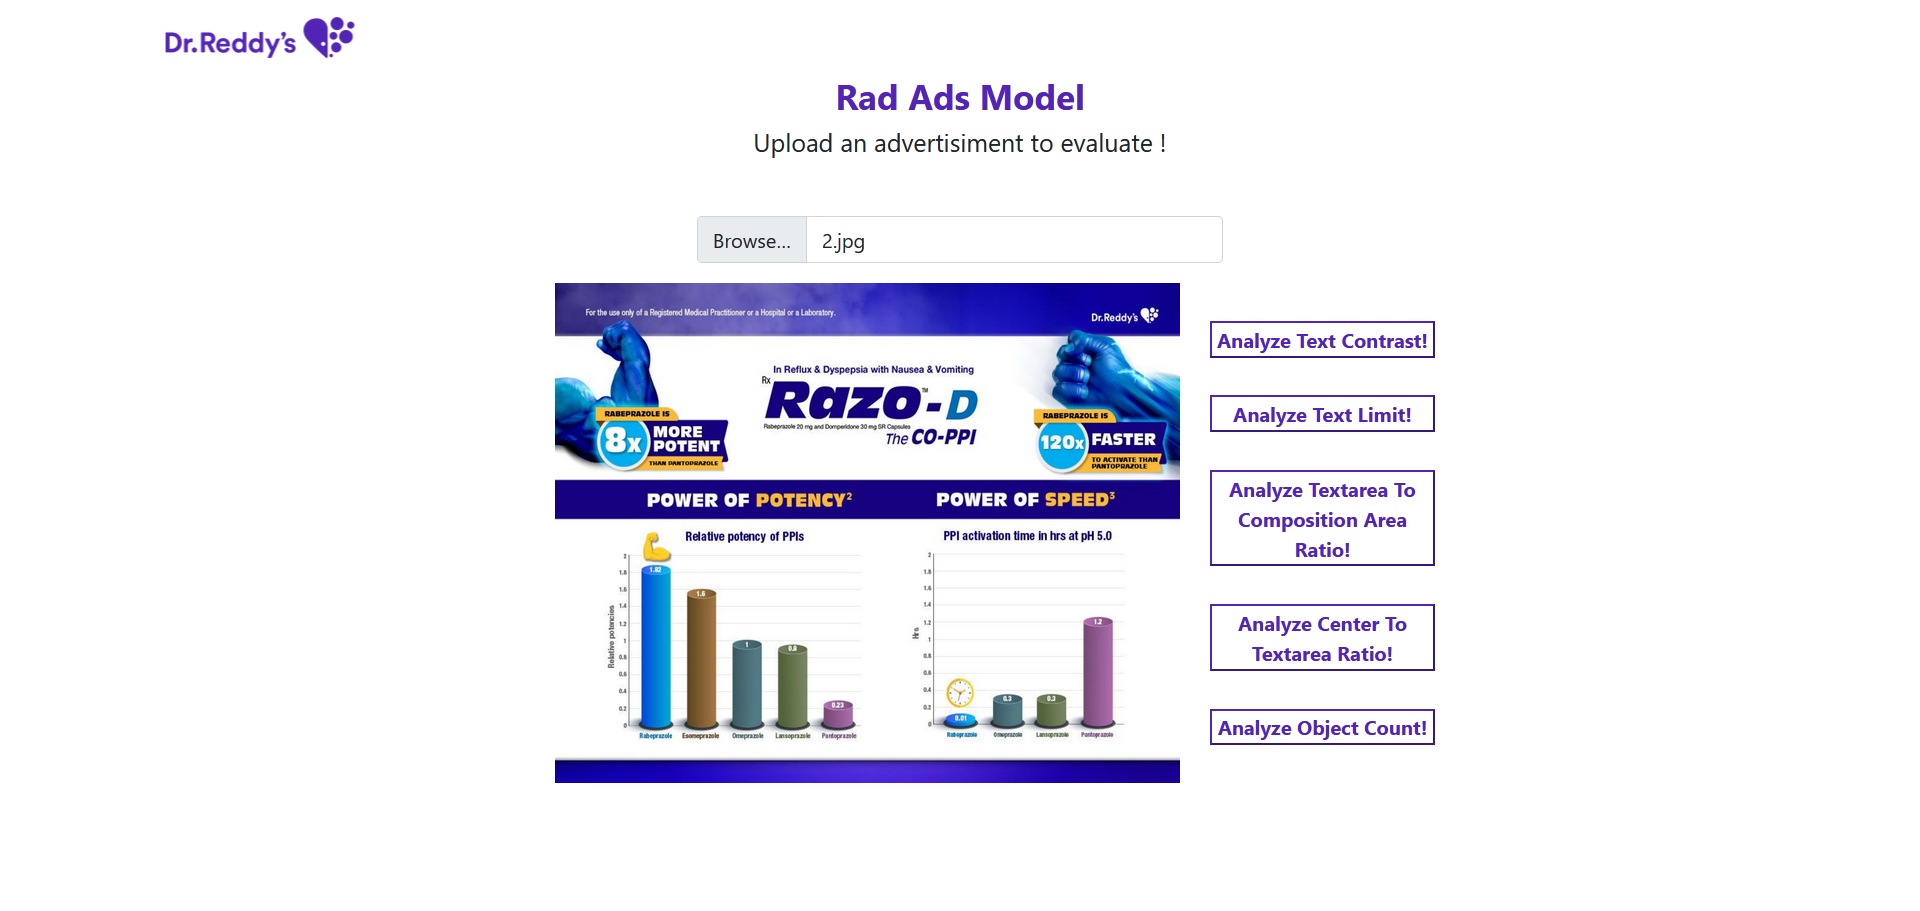 Dr.Reddy's
Rad Ads Model
Upload an advertisiment to evaluate !
Browse...
2.jpg
For the use only of a Registered Medical Practitioner or a Hospital or a Laboratory.
Dr.Reddy's
In Reflux & Dyspepsia with Nausea & Vomiting
Rx
Razo-D
™
Rabeprazole 20 mg and Domperidone 30 mg SR Capsules
The CO-PPI
RABEPRAZOLE IS
8x
MORE
POTENT
THAN PANTOPRAZOLE
RABEPRAZOLE IS
120x
FASTER
TO ACTIVATE THAN
PANTOPRAZOLE
POWER OF POTENCY2
POWER OF SPEED3
Relative potency of PPIs
2
1.8
1.6
1.4
1.2
1
0.8
0.6
0.4
0.2
0
Relative potencies
1.82
1.6
1
0.9
0.23
Rabeprazole
Esomeprazole
Omeprazole
Lansoprazole
Pantoprazole
PPI activation time in hrs at pH 5.0
2
1.8
1.6
1.4
1.2
1
0.8
0.6
0.4
0.2
0
Hrs
0.01
0.3
0.3
1.2
Rabeprazole
Omeprazole
Lansoprazole
Pantoprazole
Analyze Text Contrast!
Analyze Text Limit!
Analyze Textarea To
Composition Area
Ratio!
Analyze Center To
Textarea Ratio!
Analyze Object Count!